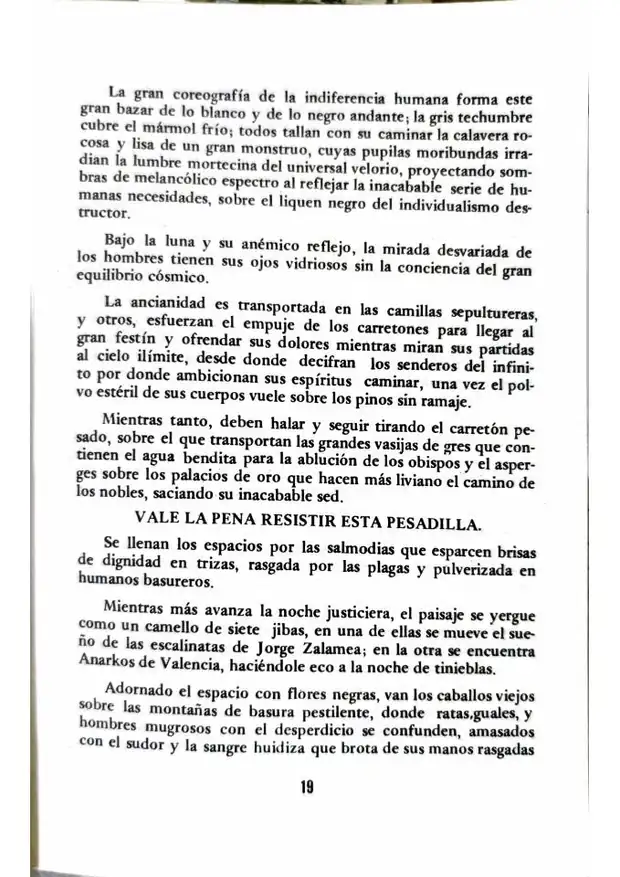 La gran coreografía de la indiferencia humana forma este
gran bazar de lo blanco y de lo negro andante; la gris techumbre
cubre el mármol frío; todos tallan con su caminar la calavera ro-
cosa y lisa de un gran monstruo, cuyas pupilas moribundas irra-
dian la lumbre mortecina del universal velorio, proyectando som-
bras de melancólico espectro al reflejar la inacabable serie de hu-
manas necesidades, sobre el liquen negro del individualismo des-
tructor.
Bajo la luna y su anémico reflejo, la mirada desvariada de
los hombres tienen sus ojos vidriosos sin la conciencia del gran
equilibrio cósmico.
La ancianidad es transportada en las camillas sepultureras,
y otros, esfuerzan el empuje de los carretones para llegar al
gran festín y ofrendar sus dolores mientras miran sus partidas
al cielo ilímite, desde donde decifran los senderos del infini-
to por donde ambicionan sus espíritus caminar, una vez el pol-
vo estéril de sus cuerpos vuele sobre los pinos sin ramaje.
Mientras tanto, deben halar y seguir tirando el carretón pe-
sado, sobre el que transportan las grandes vasijas de gres que con-
tienen el agua bendita para la ablución de los obispos y el asper-
ges sobre los palacios de oro que hacen más liviano el camino de
los nobles, saciando su inacabable sed.
VALE LA PENA RESISTIR ESTA PESADILLA.
Se llenan los espacios por las salmodias que esparcen brisas
de dignidad en trizas, rasgada por las plagas y pulverizada en
humanos basureros.
Mientras más avanza la noche justiciera, el paisaje se yergue
como un camello de siete jibas, en una de ellas se mueve el sue-
ño de las escalinatas de Jorge Zalamea; en la otra se encuentra
Anarkos de Valencia, haciéndole eco a la noche de tinieblas.
Adornado el espacio con flores negras, van los caballos viejos
sobre las montañas de basura pestilente, donde ratas,guales, y
hombres mugrosos con el desperdicio se confunden, amasados
con el sudor y la sangre huidiza que brota de sus manos rasgadas
19